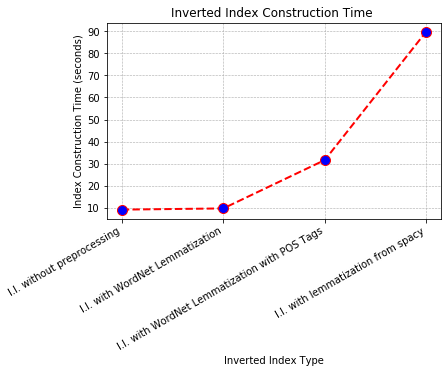 Inverted Index Construction Time
Index Construction Time (seconds)
90
80
70
60
50
40
30
20
10
I.I. without preprocessing
I.I. with WordNet Lemmatization
I.I. with WordNet Lemmatization with POS Tags
I.I. with lemmatization from spacy
Inverted Index Type